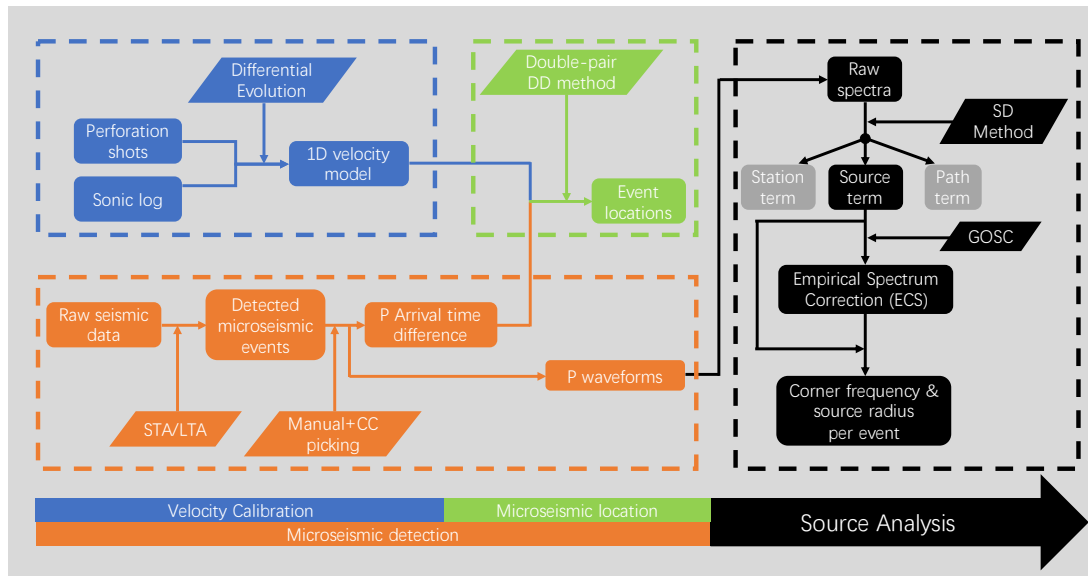 Differential
Evolution
Perforation
shots
Sonic log
1D velocity
model
Double-pair
DD method
Event
locations
Raw seismic
data
Detected
microseismic
events
P Arrival time
difference
P waveforms
STA/LTA
Manual+CC
picking
Raw
spectra
SD
Method
Station
term
Source
term
Path
term
GOSC
Empirical Spectrum
Correction (ECS)
Corner frequency &
source radius
per event
Velocity Calibration
Microseismic location
Microseismic detection
Source Analysis